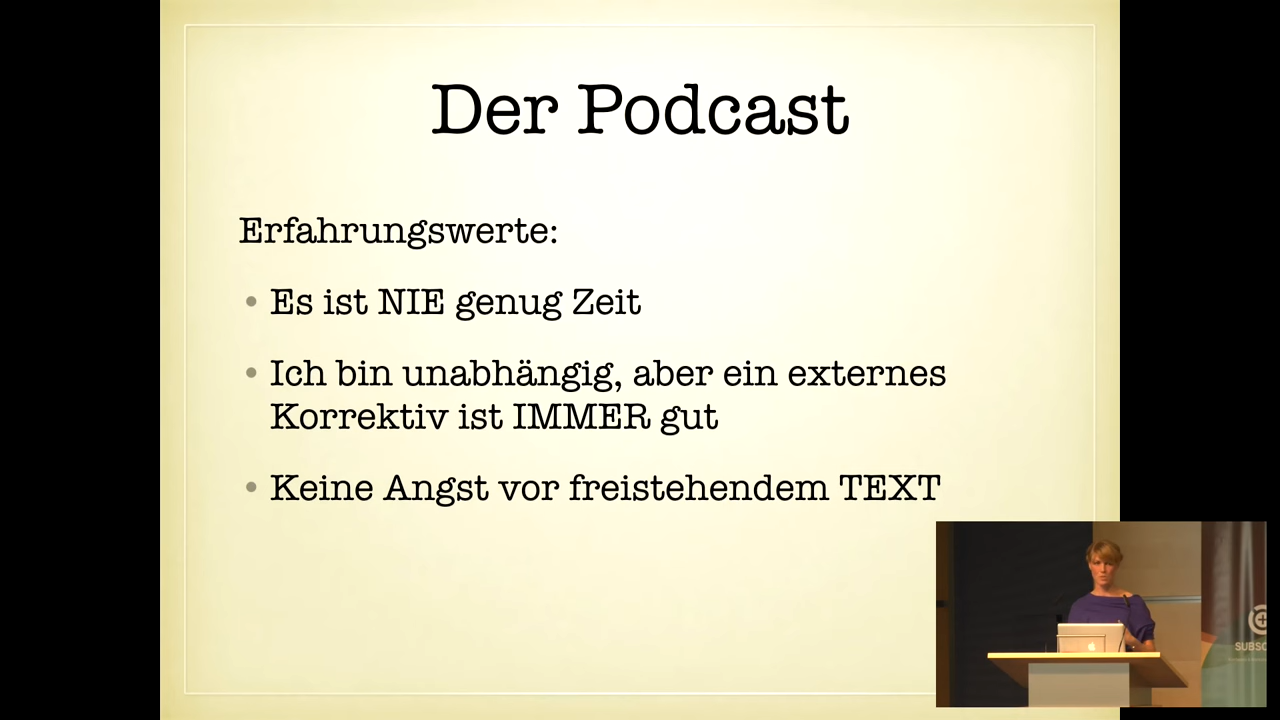 Der Podcast
Erfahrungswerte:
• Es ist NIE genug Zeit
• Ich bin unabhängig, aber ein externes
Korrektiv ist IMMER gut
• Keine Angst vor freistehendem TEXT